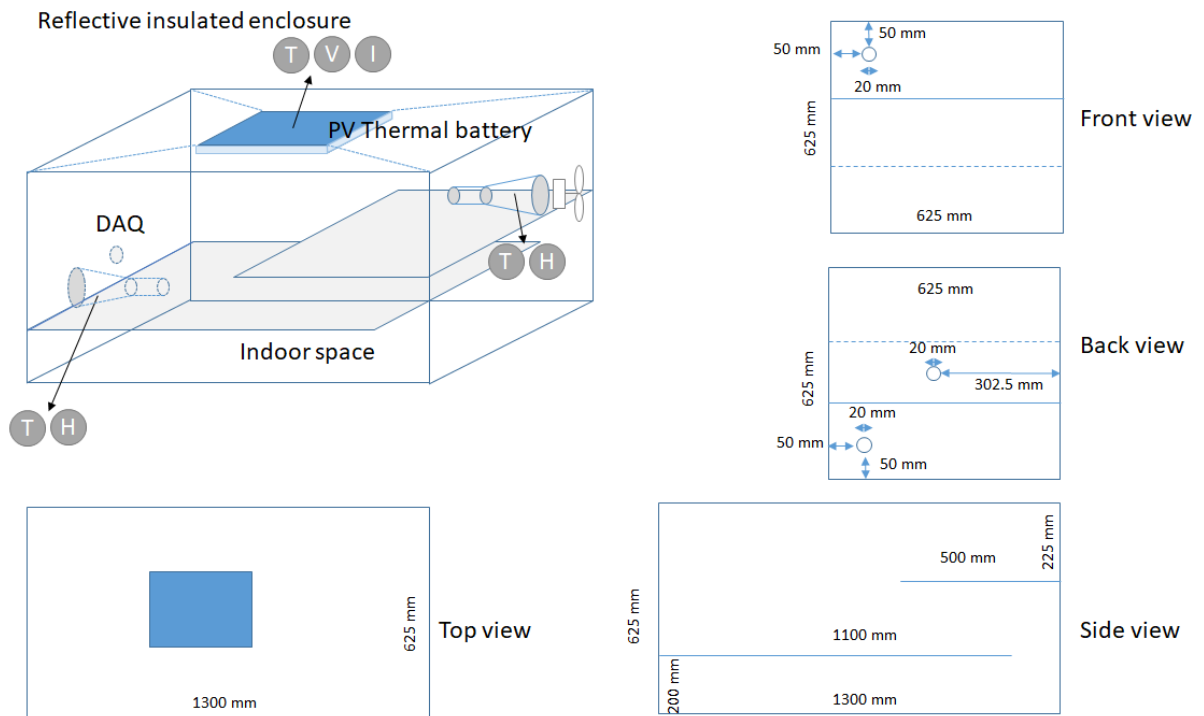 Reflective insulated enclosure
T V I
PV Thermal battery
DAQ
T H
Indoor space
T H
50 mm
50 mm
20 mm
625 mm
625 mm
Front view
625 mm
20 mm
302.5 mm
625 mm
20 mm
50 mm
50 mm
Back view
625 mm
1300 mm
Top view
500 mm
225 mm
625 mm
1100 mm
200 mm
1300 mm
Side view